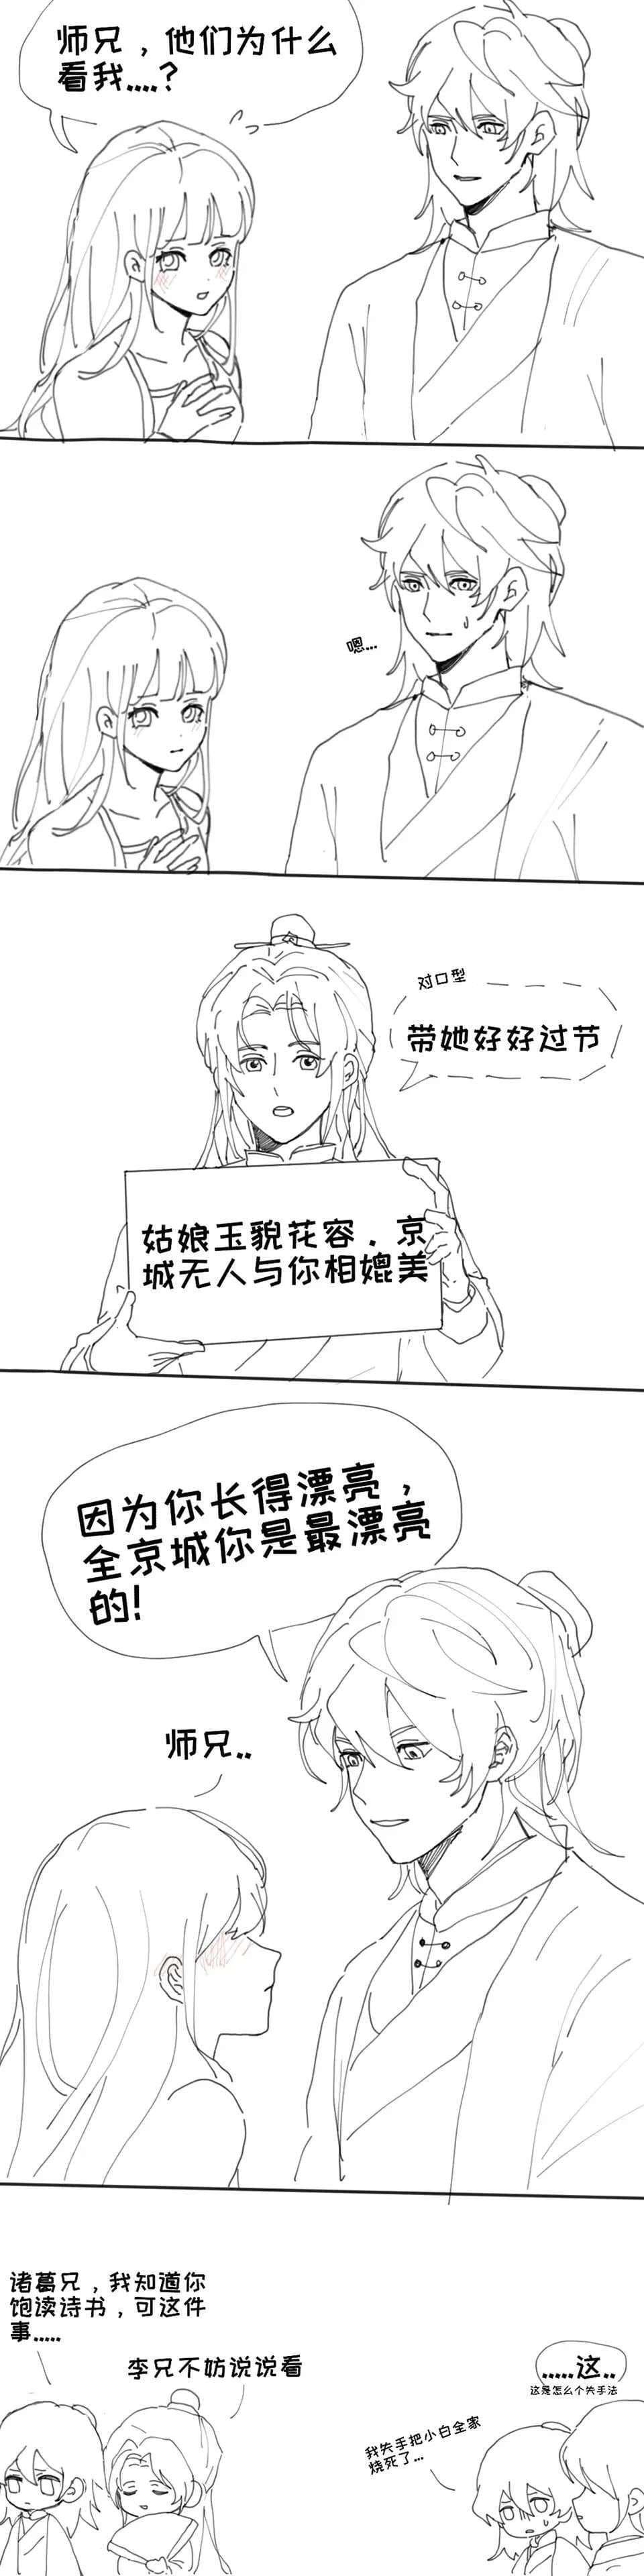 师兄，他们为什么
看我....?
嗯...
对口型
带她好好过节
姑娘玉貌花容。京
城无人与你相媲美
因为你长得漂亮，
全京城你是最漂亮
的!
师兄..
诸葛兄，我知道你
饱读诗书，可这件
事.....
李兄不妨说说看
.....这..
这是怎么个失手法
我失手把小白全家
烧死了...